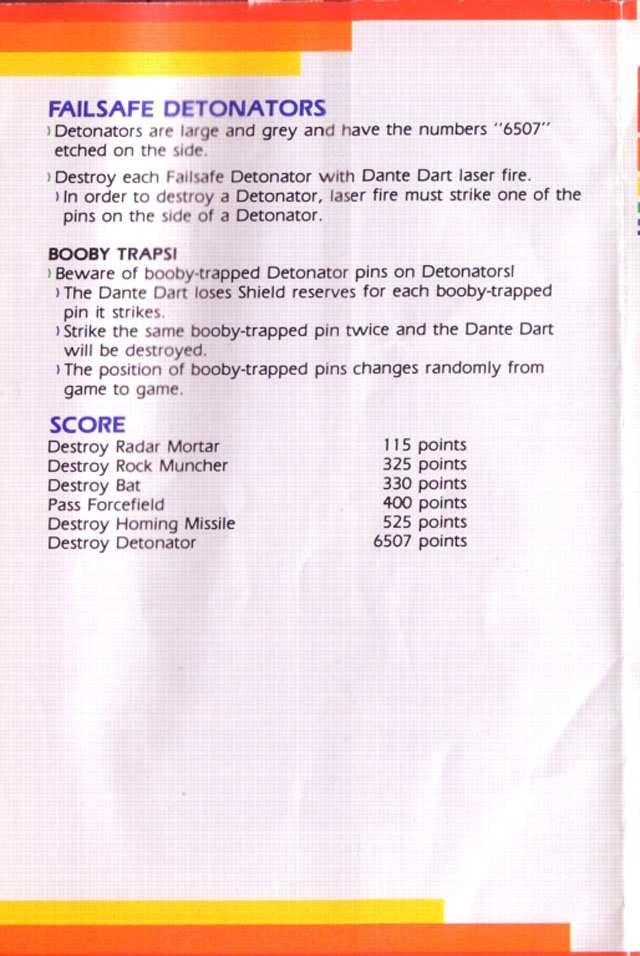 FAILSAFE DETONATORS
Detonators are large and grey and have the numbers "6507"
etched on the side.
Destroy each Failsafe Detonator with Dante Dart laser fire.
In order to destroy a Detonator, laser fire must strike one of the
pins on the side of a Detonator.
BOOBY TRAPS!
Beware of booby-trapped Detonator pins on Detonators!
The Dante Dart loses Shield reserves for each booby-trapped
pin it strikes.
Strike the same booby-trapped pin twice and the Dante Dart
will be destroyed.
The position of booby-trapped pins changes randomly from
game to game.
SCORE
Destroy Radar Mortar 115 points
Destroy Rock Muncher 325 points
Destroy Bat 330 points
Pass Forcefield 400 points
Destroy Homing Missile 525 points
Destroy Detonator 6507 points